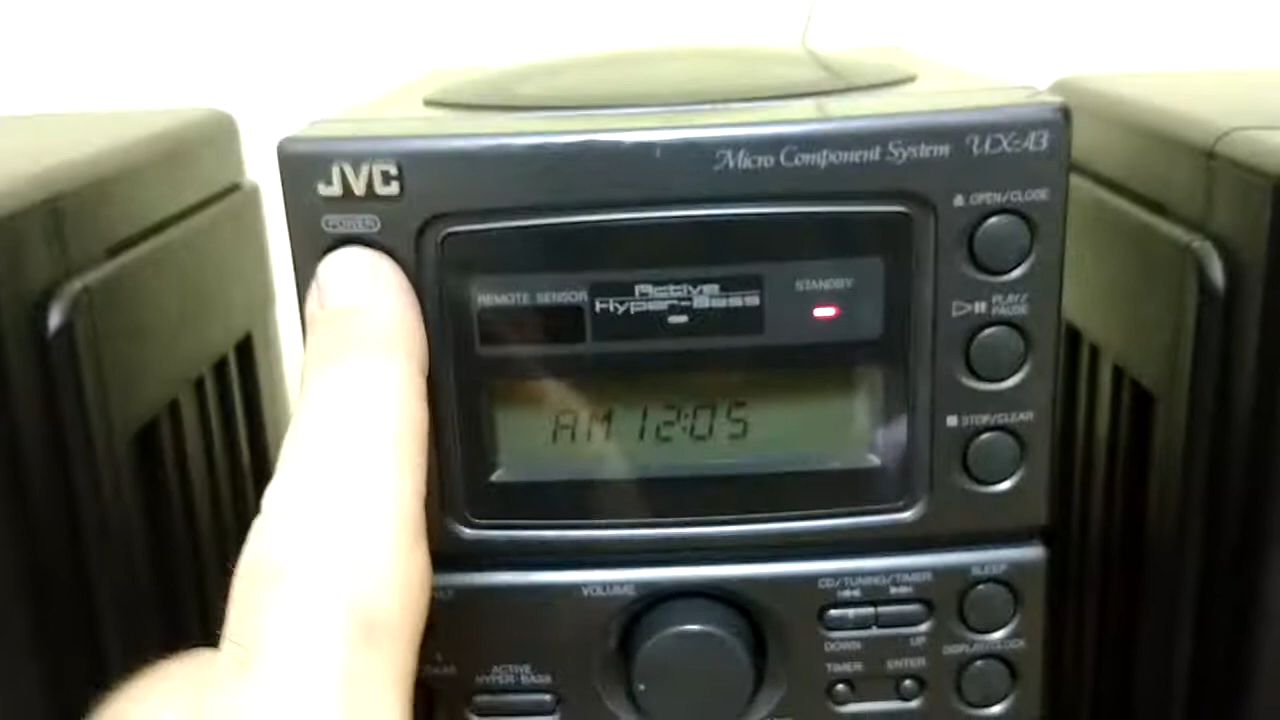 Micro Component System UX-A3
JVC
POWER
OPEN/CLOSE
REMOTE SENSOR
Active
Hyper-Bass
STANDBY
PLAY/
PAUSE
AM 12:05
STOP/CLEAR
VOLUME
CD/TUNING/TIMER
SLEEP
DOWN
UP
DISPLAY/CLOCK
TIMER
ENTER
ACTIVE
HYPER-BASS